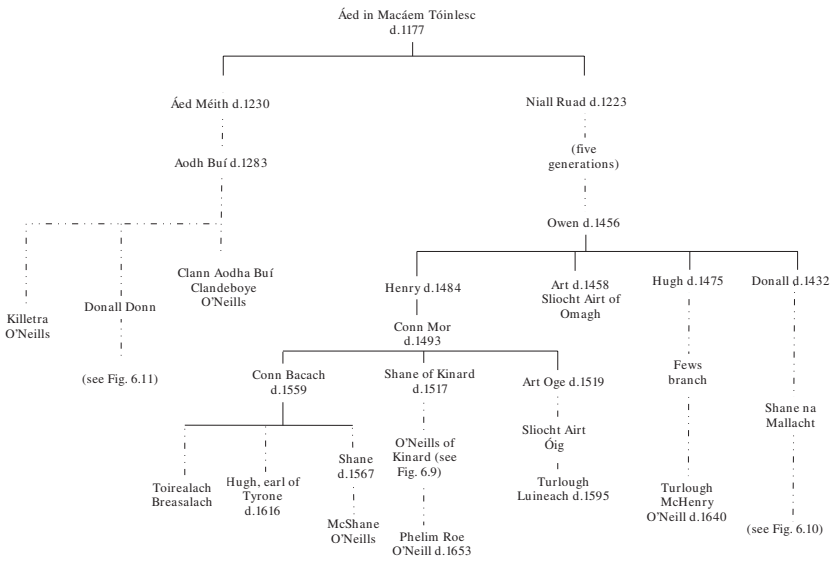 Áed in Macáem Tóinlesc
d.1177
Áed Méith d.1230
Niall Ruad d.1223
Aodh Buí d.1283
(five
generations)
Owen d.1456
Killetra
O'Neills
Donall Donn
(see Fig. 6.11)
Clann Aodha Buí
Clandeboye
O'Neills
Henry d.1484
Art d.1458
Sliocht Airt of
Omagh
Hugh d.1475
Donall d.1432
Conn Mor
d.1493
Conn Bacach
d.1559
Shane of Kinard
d.1517
Art Oge d.1519
Fews
branch
Shane na
Mallacht
Toirealach
Breasalach
Hugh, earl of
Tyrone
d.1616
Shane
d.1567
McShane
O'Neills
O'Neills of
Kinard (see
Fig. 6.9)
Phelim Roe
O'Neill d.1653
Sliocht Airt
Óig
Turlough
Luineach d.1595
Turlough
McHenry
O'Neill d.1640
(see Fig. 6.10)